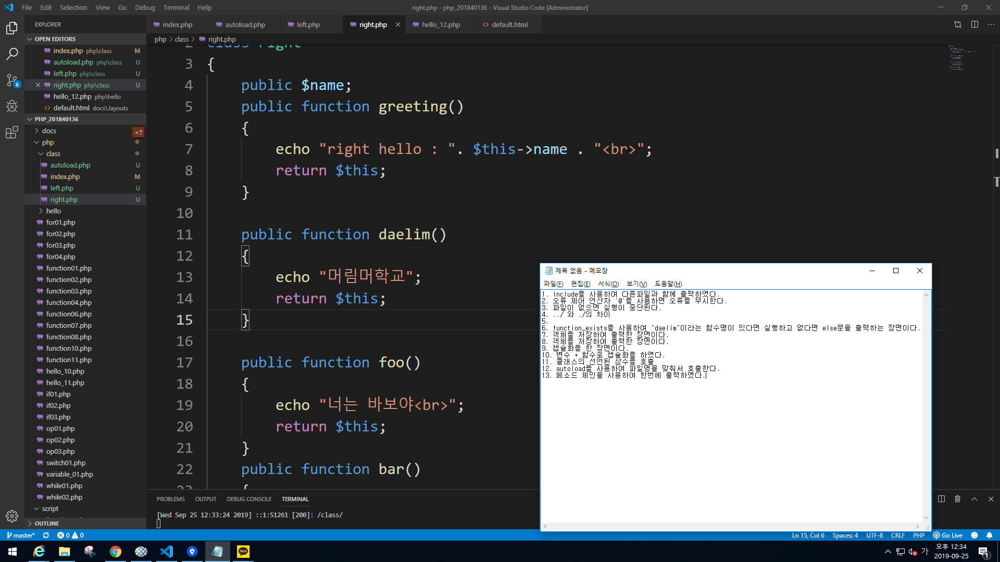 File Edit Selection View Go Debug Terminal Help
right.php - php_201840136 - Visual Studio Code [Administrator]
EXPLORER
OPEN EDITORS
index.php php\class M
autoload.php php\class U
left.php php\class U
right.php php\class U
hello_12.php php\hello
default.html docs\.layouts
6
PHP_201840136
docs
<?
php
class
autoload.php U
index.php M
left.php U
right.php U
hello
for01.php
for02.php
for03.php
for04.php
function01.php
function02.php
function03.php
function04.php
function06.php
function07.php
function08.php
function10.php
function11.php
hello_10.php
hello_11.php
if01.php
if02.php
if03.php
op01.php
op02.php
op03.php
switch01.php
variable_01.php
while01.php
while02.php
script
OUTLINE
index.php autoload.php left.php right.php hello_12.php default.html
php > class > right.php
2 class right
3 {
4 public $name;
5 public function greeting()
6 {
7 echo "right hello : ". $this->name . "<br>";
8 return $this;
9 }
10
11 public function daelim()
12 {
13 echo "머림머학교";
14 return $this;
15 }
16
17 public function foo()
18 {
19 echo "너는 바보야<br>";
20 return $this;
21 }
22 public function bar()
23 {
제목 없음 - 메모장
파일(F) 편집(E) 서식(O) 보기(V) 도움말(H)
1. include를 사용하여 다른파일과 함께 출력하였다.
2. 오류 제어 연산자 '@'를 사용하면 오류를 무시한다.
3. 파일이 없으면 실행이 중단된다.
4. ../ 와 ./의 차이
5.
6. function_exists를 사용하여 "daelim"이라는 함수명이 있다면 실행하고 없다면 else문을 출력하는 장면이다.
7. 객체를 저장하여 출력한 장면이다.
8. 객체를 저장하여 출력한 장면이다.
9. 캡슐화를 한 장면이다.
10. 변수 + 함수로 캡슐화를 하였다.
11. 클래스의 선언된 상수를 호출
12. autoload를 사용하여 파일명을 맞춰서 호출한다.
13. 메소드 체인을 사용하여 한번에 출력하였다.
PROBLEMS OUTPUT DEBUG CONSOLE TERMINAL
[Wed Sep 25 12:33:24 2019] ::1:51261 [200]: /class/
master* 0 0
Ln 15, Col 6 Spaces: 4 UTF-8 CRLF PHP Go Live
TALK
가
오후 12:34
2019-09-25
1